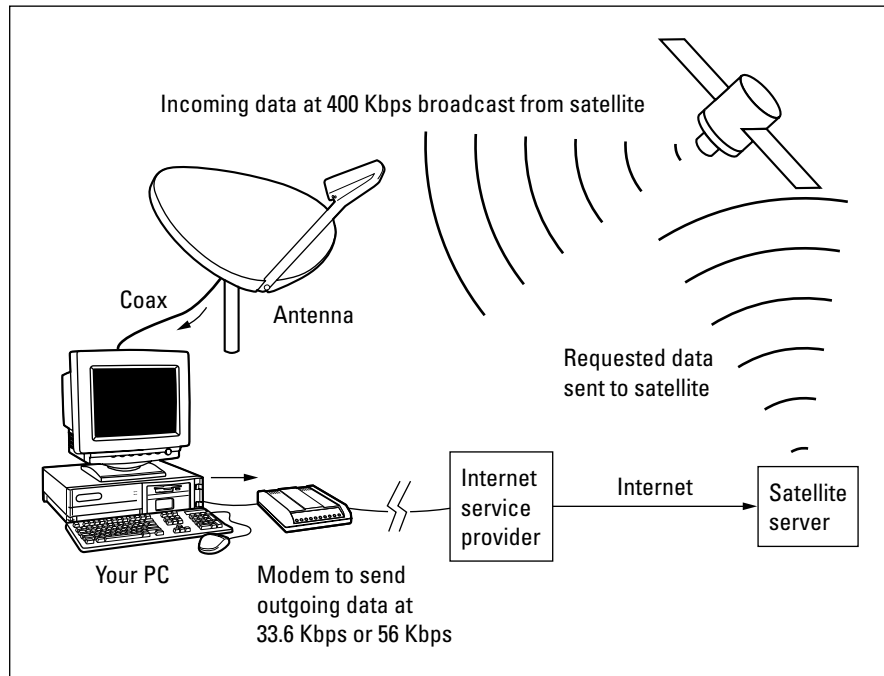 Incoming data at 400 Kbps broadcast from satellite
Coax
Antenna
Requested data
sent to satellite
Internet
service
provider
Internet
Satellite
server
Your PC
Modem to send
outgoing data at
33.6 Kbps or 56 Kbps